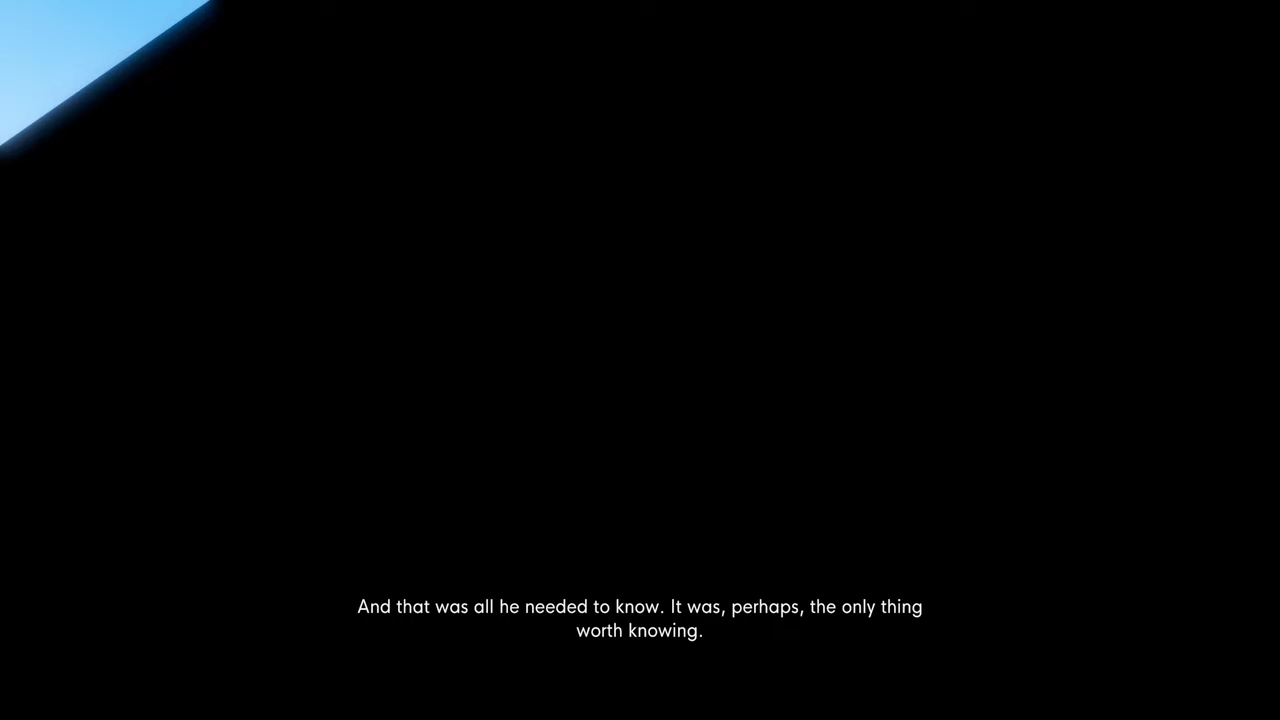 And that was all he needed to know. It was, perhaps, the only thing
worth knowing.